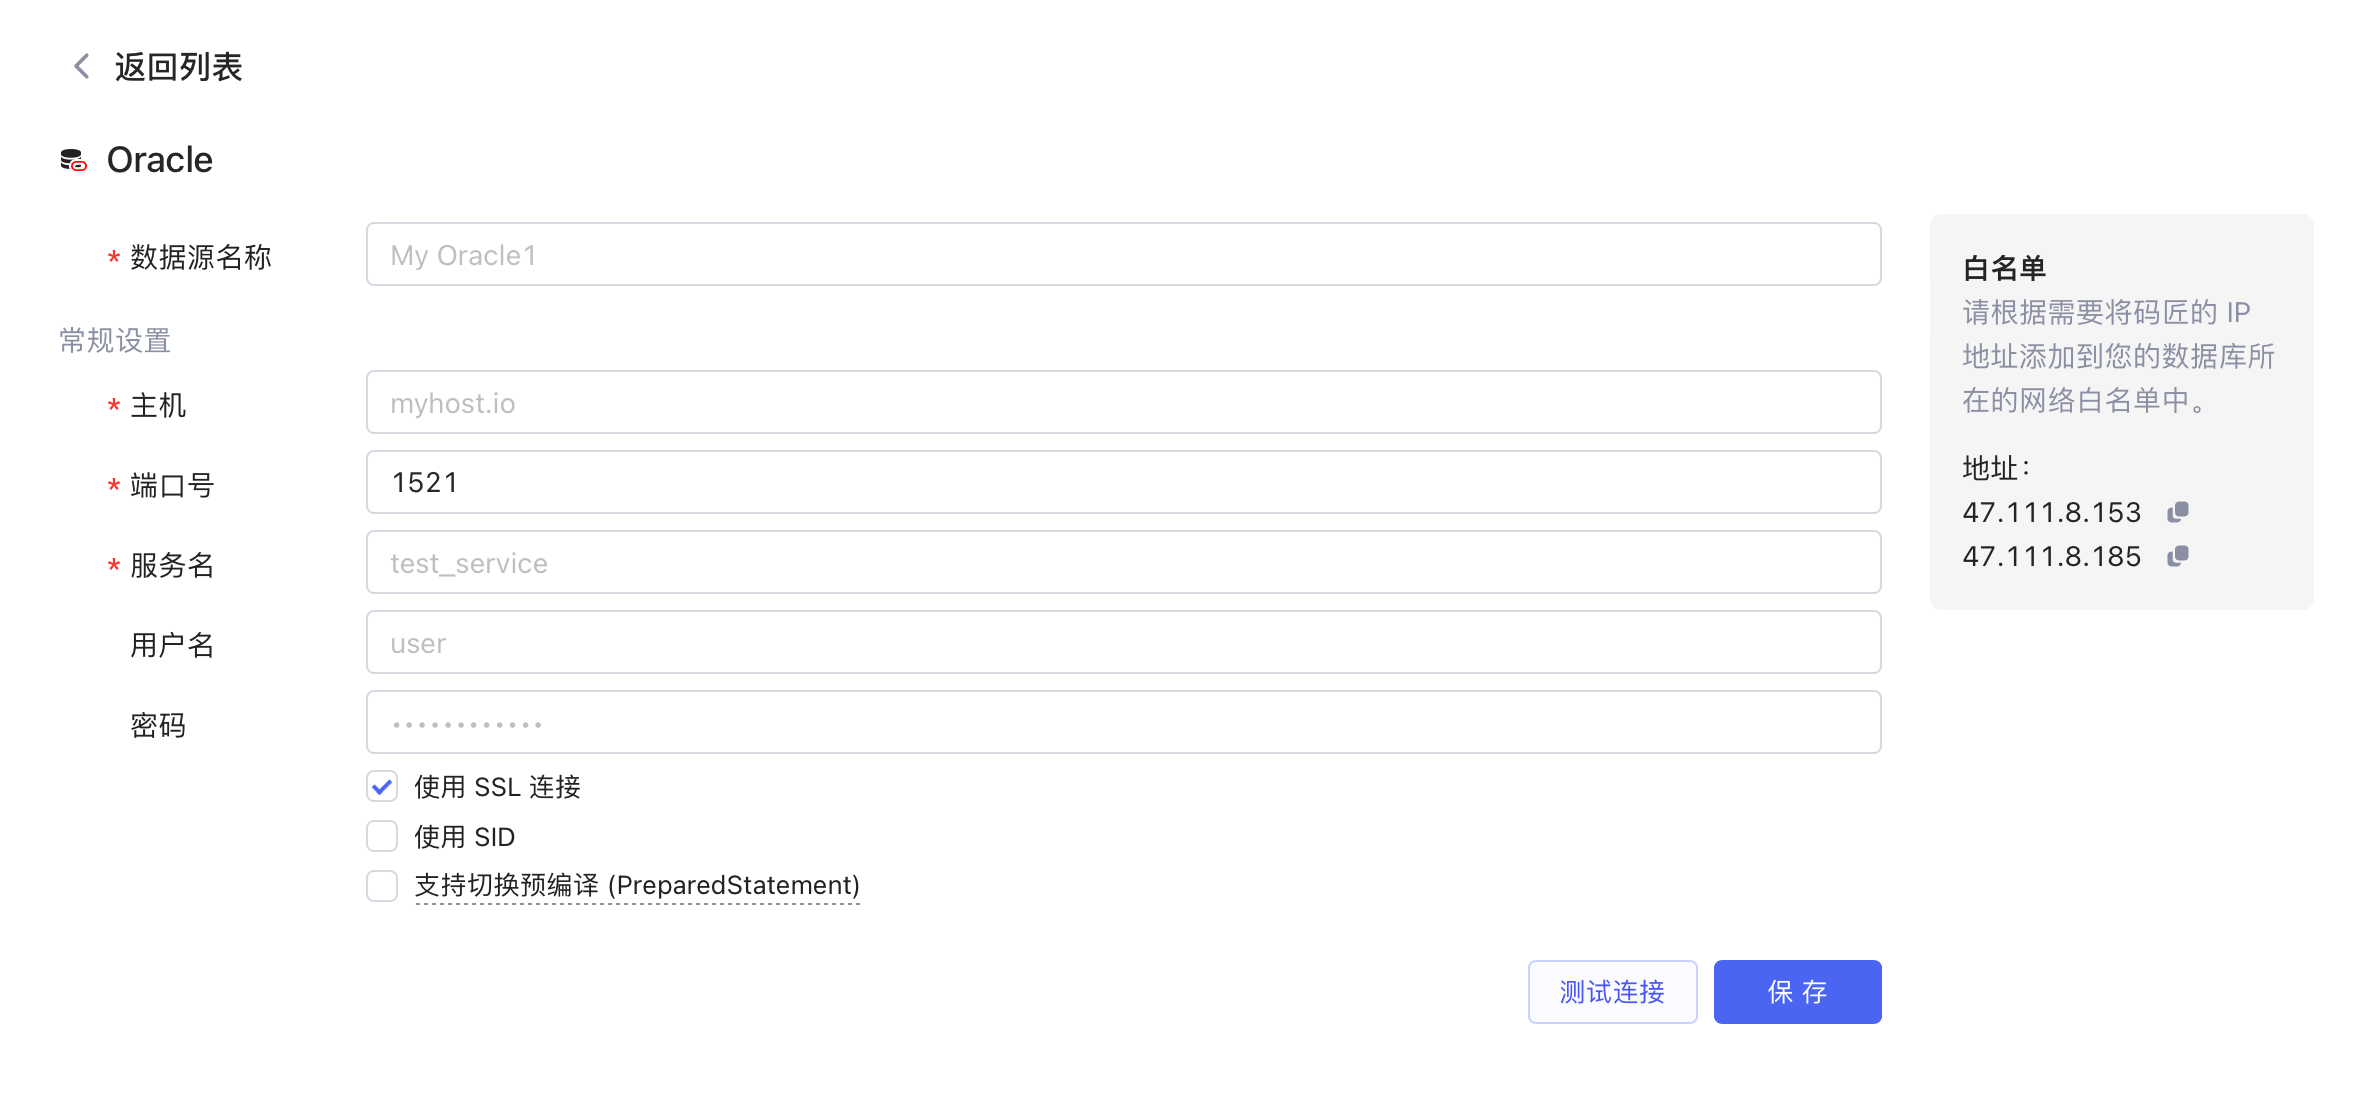 返回列表
Oracle
* 数据源名称
My Oracle1
常规设置
* 主机
myhost.io
* 端口号
1521
* 服务名
test_service
用户名
user
密码
••••••••••••
使用 SSL 连接
使用 SID
支持切换预编译 (PreparedStatement)
测试连接
保 存
白名单
请根据需要将码匠的 IP
地址添加到您的数据库所
在的网络白名单中。
地址：
47.111.8.153
47.111.8.185